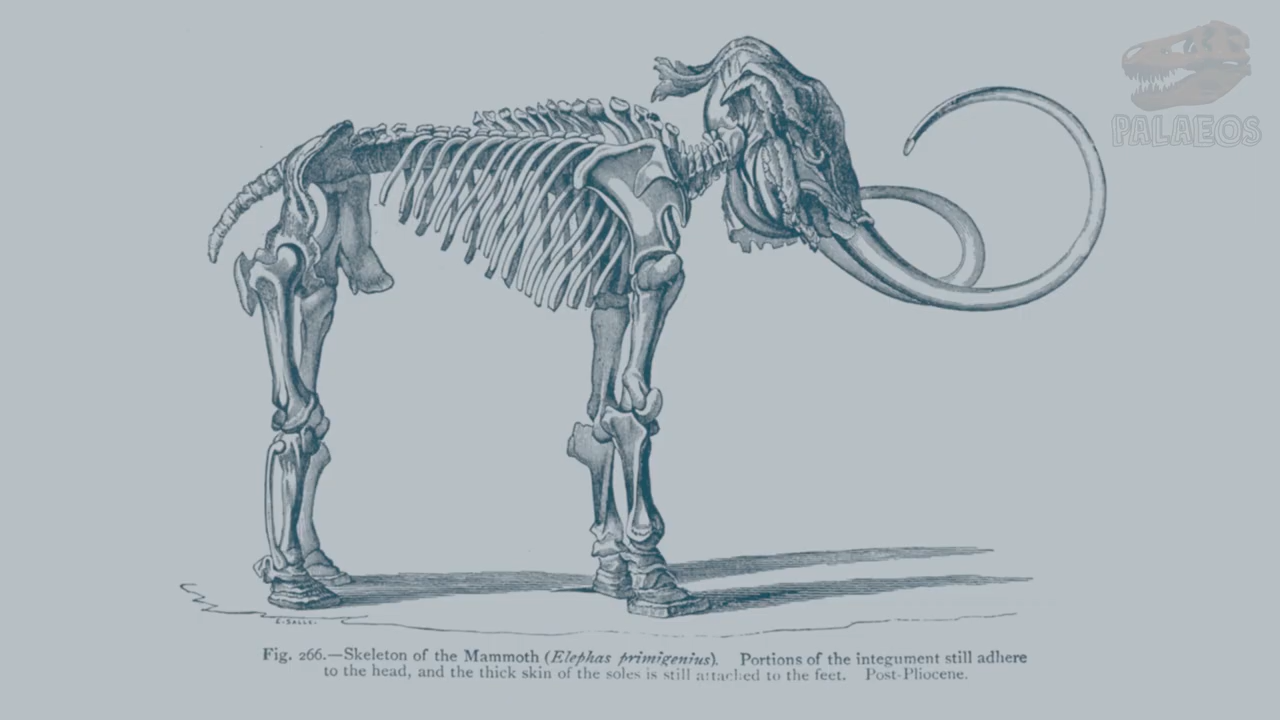 PALAEOS
Fig. 266.—Skeleton of the Mammoth (Elephas primigenius). Portions of the integument still adhere
to the head, and the thick skin of the soles is still attached to the feet. Post-Pliocene.